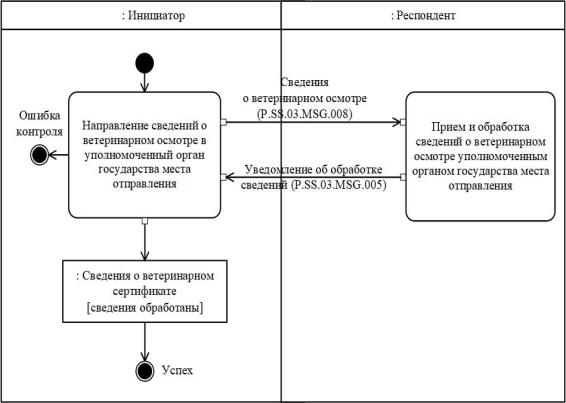 : Инициатор
: Респондент
Ошибка
контроля
Направление сведений о
ветеринарном осмотре в
уполномоченный орган
государства места
отправления
Сведения
о ветеринарном осмотре
(P.SS.03.MSG.008)
Уведомление об обработке
сведений (P.SS.03.MSG.005)
Прием и обработка
сведений о ветеринарном
осмотре уполномоченным
органом государства места
отправления
: Сведения о ветеринарном
сертификате
[сведения обработаны]
Успех